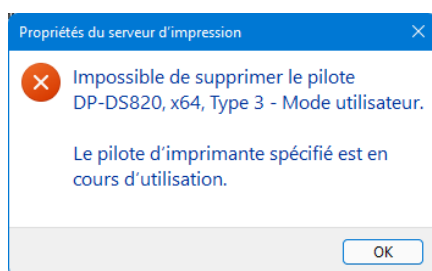 Propriétés du serveur d’impression
Impossible de supprimer le pilote
DP-DS820, x64, Type 3 - Mode utilisateur.
Le pilote d’imprimante spécifié est en
cours d’utilisation.
OK